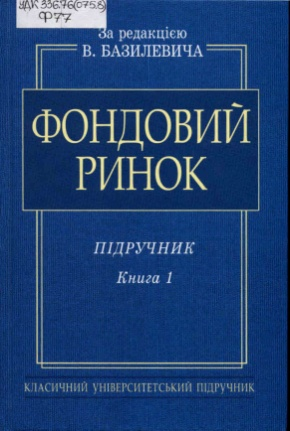 УДК 336.76(075.8)
Ф77
За редакцією
В. БАЗИЛЕВИЧА
ФОНДОВИЙ
РИНОК
ПІДРУЧНИК
Книга 1
КЛАСИЧНИЙ УНІВЕРСИТЕТСЬКИЙ ПІДРУЧНИК